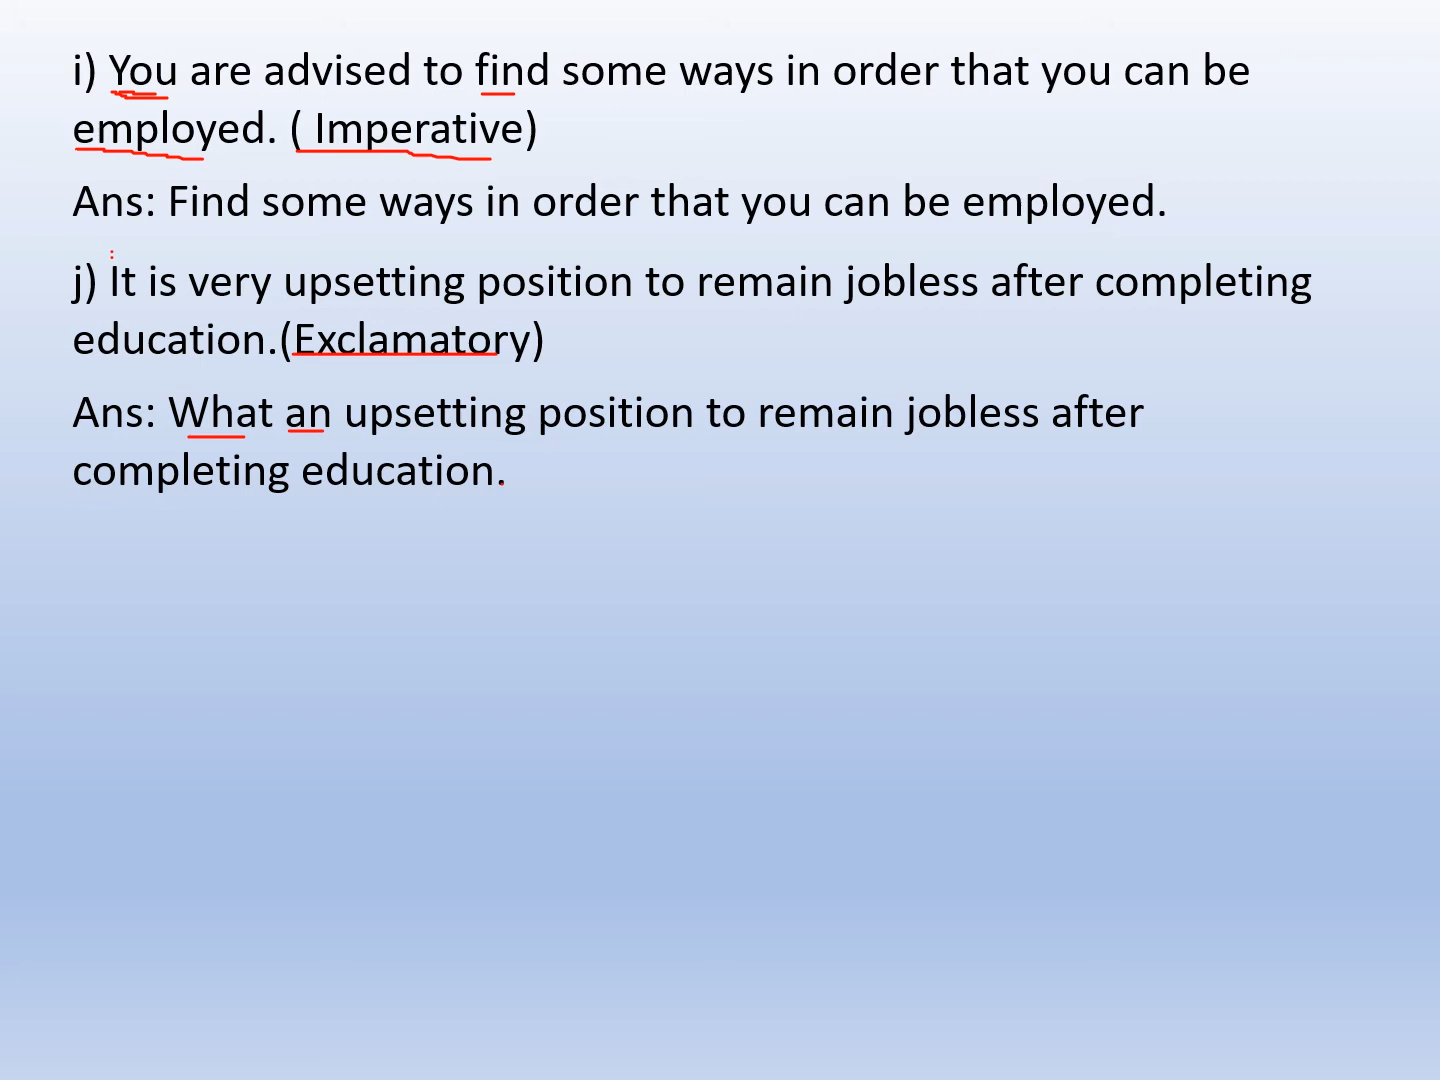 i) You are advised to find some ways in order that you can be
employed. ( Imperative)
Ans: Find some ways in order that you can be employed.
j) It is very upsetting position to remain jobless after completing
education.(Exclamatory)
Ans: What an upsetting position to remain jobless after
completing education.